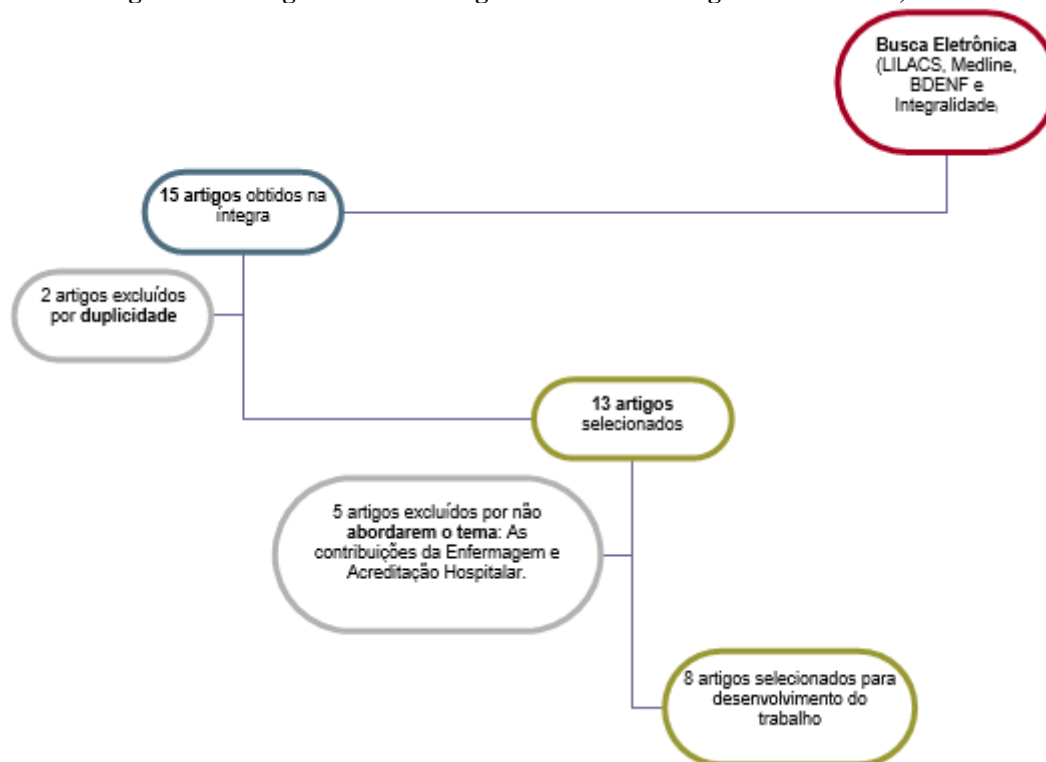 Busca Eletrônica
(LILACS, Medline,
BDENF e
Integralidade)
15 artigos obtidos na
íntegra
2 artigos excluídos
por duplicidade
13 artigos
selecionados
5 artigos excluídos por não
abordarem o tema: As
contribuições da Enfermagem e
Acreditação Hospitalar.
8 artigos selecionados para
desenvolvimento do
trabalho